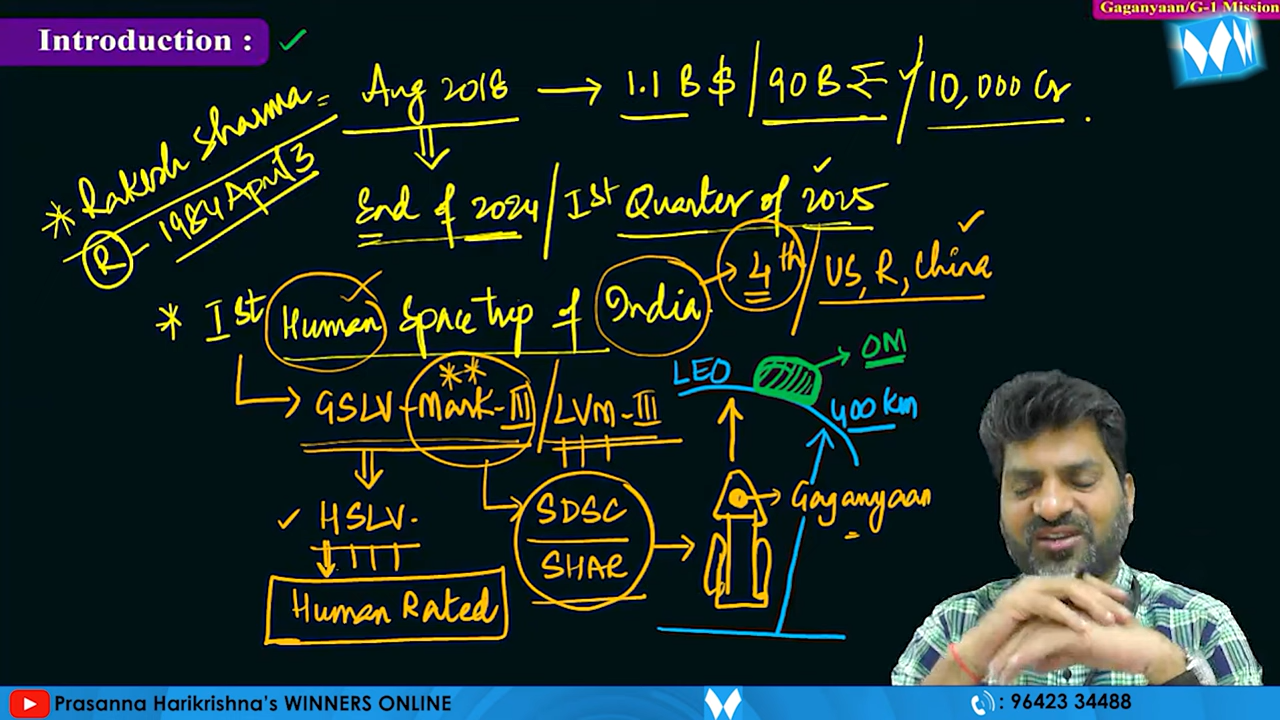 Gaganyaan/G-1 Mission
Introduction :
W
* Rakesh Sharma =
Aug 2018 → 1.1 B $ / 90 B ₹ / 10,000 Cr.
(R) - 1984 April 3
End of 2024 / Ist Quarter of 2025
* Ist Human Space trip of India → 4th / US, R, China
OM
LEO
GSLV-Mark-III / LVM-III
**
400 km
Gaganyaan
HSLV.
SDSC
SHAR
Human Rated
Prasanna Harikrishna's WINNERS ONLINE
W
: 96423 34488